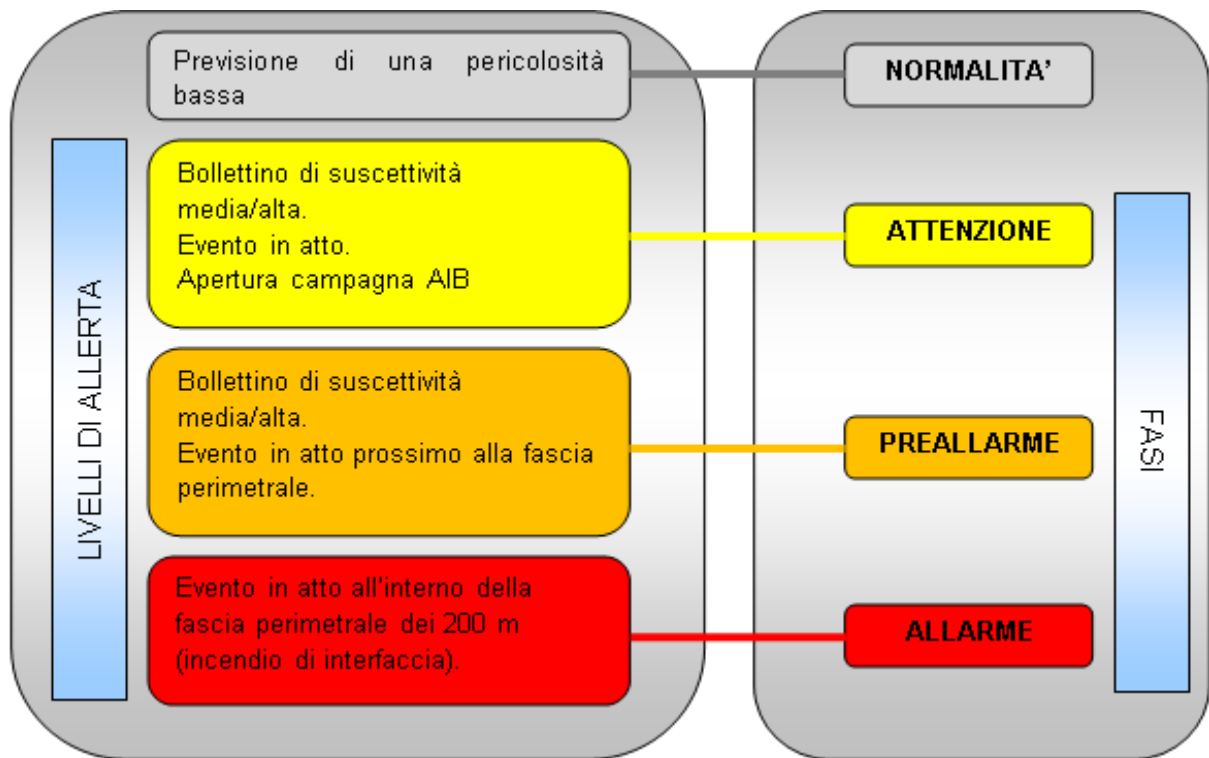 Previsione di una pericolosità
bassa
NORMALITA'
LIVELLI DI ALLERTA
Bollettino di suscettività
media/alta.
Evento in atto.
Apertura campagna AIB
ATTENZIONE
Bollettino di suscettività
media/alta.
Evento in atto prossimo alla fascia
perimetrale.
PREALLARME
Evento in atto all'interno della
fascia perimetrale dei 200 m
(incendio di interfaccia).
ALLARME
FASI